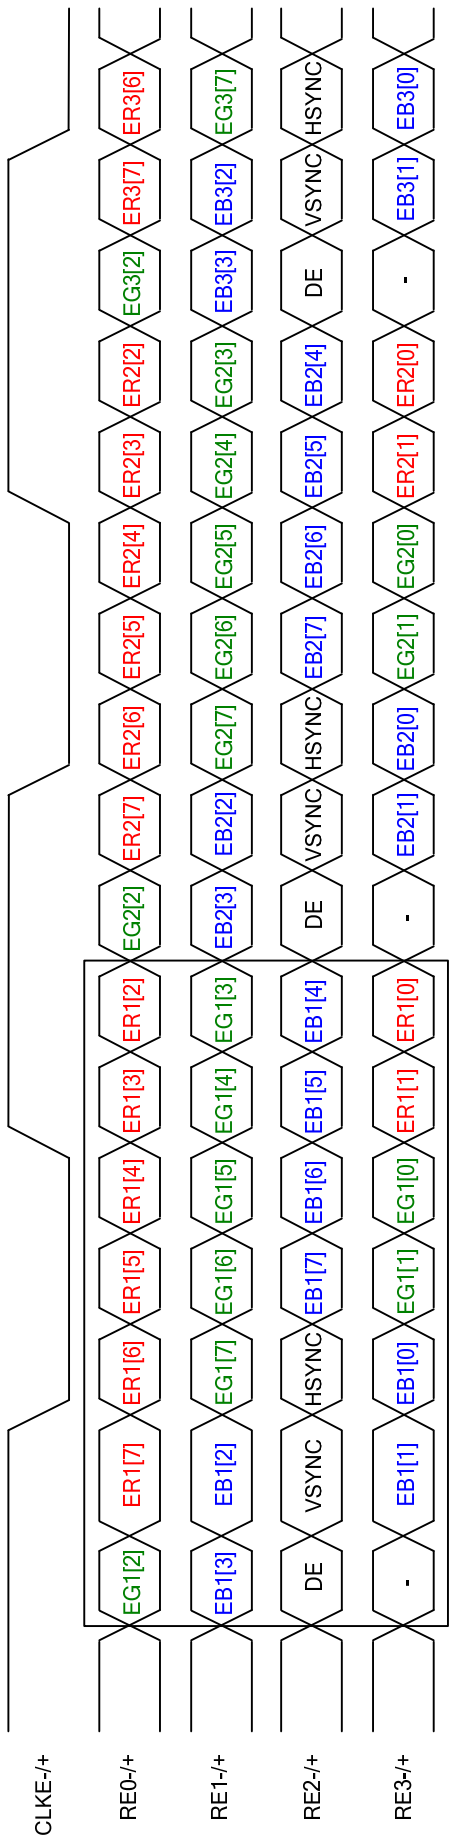 CLKE-/+
RE0-/+ EG1[2] ER1[7] ER1[6] ER1[5] ER1[4] ER1[3] ER1[2] EG2[2] ER2[7] ER2[6] ER2[5] ER2[4] ER2[3] ER2[2] EG3[2] ER3[7] ER3[6]
RE1-/+ EB1[3] EB1[2] EG1[7] EG1[6] EG1[5] EG1[4] EG1[3] EB2[3] EB2[2] EG2[7] EG2[6] EG2[5] EG2[4] EG2[3] EB3[3] EB3[2] EG3[7]
RE2-/+ DE VSYNC HSYNC EB1[7] EB1[6] EB1[5] EB1[4] DE VSYNC HSYNC EB2[7] EB2[6] EB2[5] EB2[4] DE VSYNC HSYNC
RE3-/+ - EB1[1] EB1[0] EG1[1] EG1[0] ER1[1] ER1[0] - EB2[1] EB2[0] EG2[1] EG2[0] ER2[1] ER2[0] - EB3[1] EB3[0]